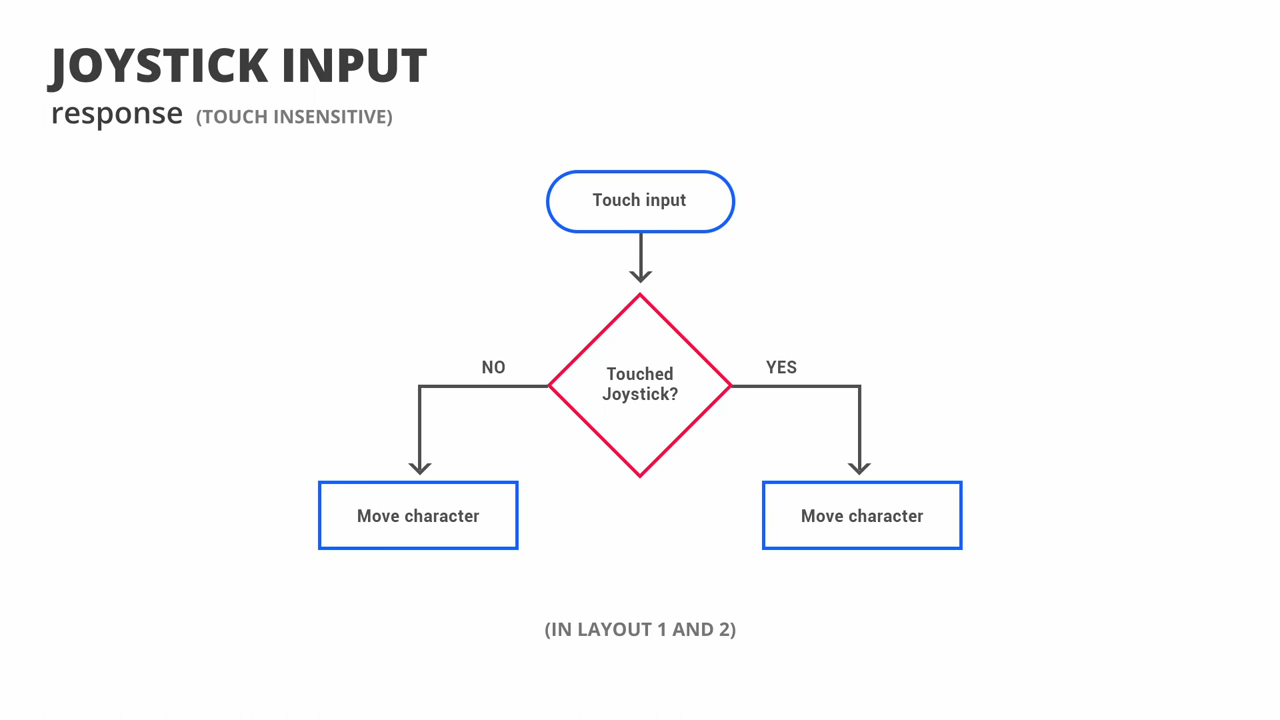 JOYSTICK INPUT
response (TOUCH INSENSITIVE)
Touch input
NO
YES
Touched
Joystick?
Move character
Move character
(IN LAYOUT 1 AND 2)